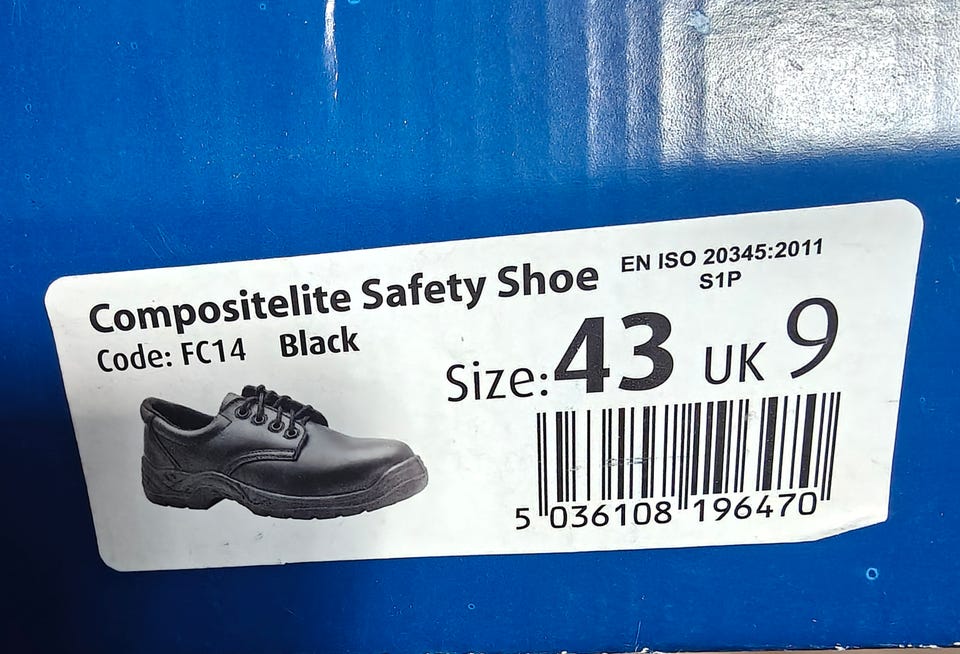 Compositelite Safety Shoe
EN ISO 20345:2011
S1P
Code: FC14 Black
Size: 43 UK 9
5 036108 196470